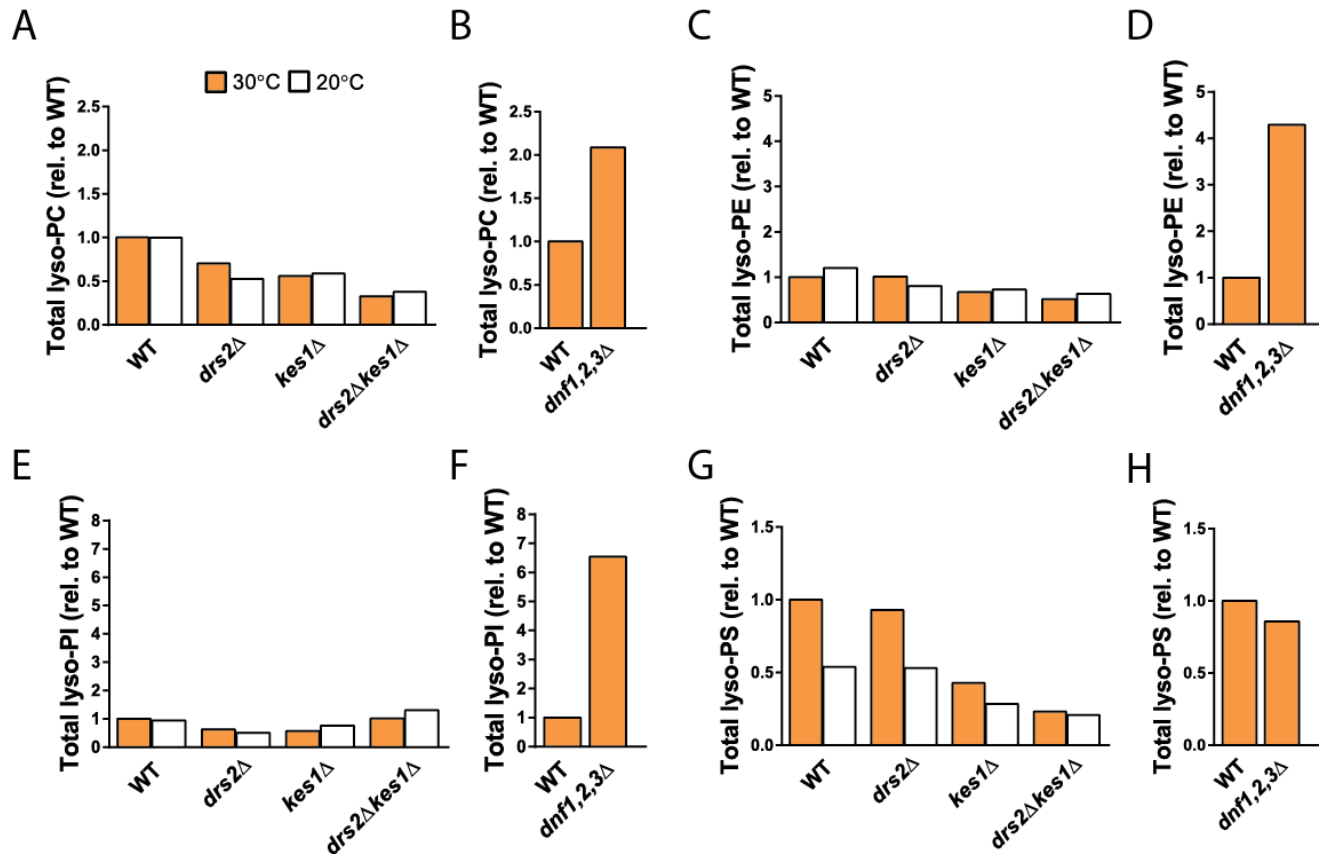 A
30°C 20°C
Total lyso-PC (rel. to WT)
2.5
2.0
1.5
1.0
0.5
0.0
WT
drs2Δ
kes1Δ
drs2Δkes1Δ
B
Total lyso-PC (rel. to WT)
2.5
2.0
1.5
1.0
0.5
0.0
WT
dnf1,2,3Δ
C
Total lyso-PE (rel. to WT)
5
4
3
2
1
0
WT
drs2Δ
kes1Δ
drs2Δkes1Δ
D
Total lyso-PE (rel. to WT)
5
4
3
2
1
0
WT
dnf1,2,3Δ
E
Total lyso-PI (rel. to WT)
8
7
6
5
4
3
2
1
0
WT
drs2Δ
kes1Δ
drs2Δkes1Δ
F
Total lyso-PI (rel. to WT)
8
7
6
5
4
3
2
1
0
WT
dnf1,2,3Δ
G
Total lyso-PS (rel. to WT)
1.5
1.0
0.5
0.0
WT
drs2Δ
kes1Δ
drs2Δkes1Δ
H
Total lyso-PS (rel. to WT)
1.5
1.0
0.5
0.0
WT
dnf1,2,3Δ